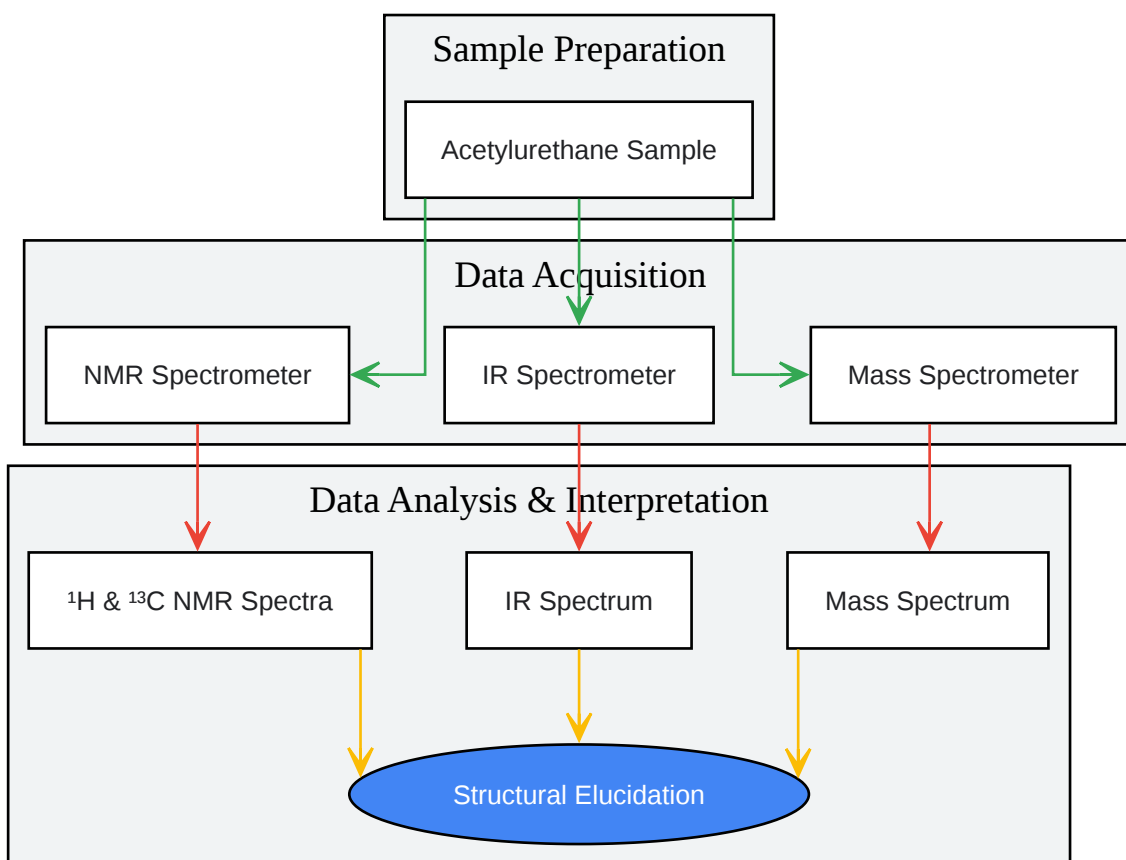 Sample Preparation
Acetylurethane Sample
Data Acquisition
NMR Spectrometer
IR Spectrometer
Mass Spectrometer
Data Analysis & Interpretation
¹H & ¹³C NMR Spectra
IR Spectrum
Mass Spectrum
Structural Elucidation